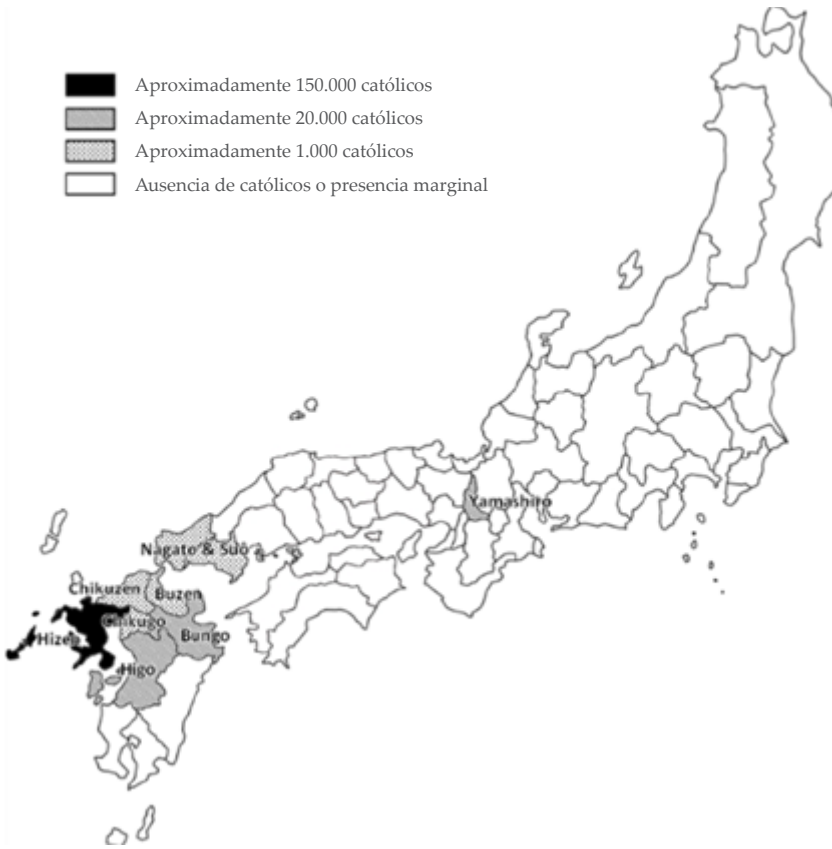 Aproximadamente 150.000 católicos
Aproximadamente 20.000 católicos
Aproximadamente 1.000 católicos
Ausencia de católicos o presencia marginal
Yamashiro
Nagato & Suo
Chikuzen
Buzen
Chikugo
Hizen
Bungo
Higo